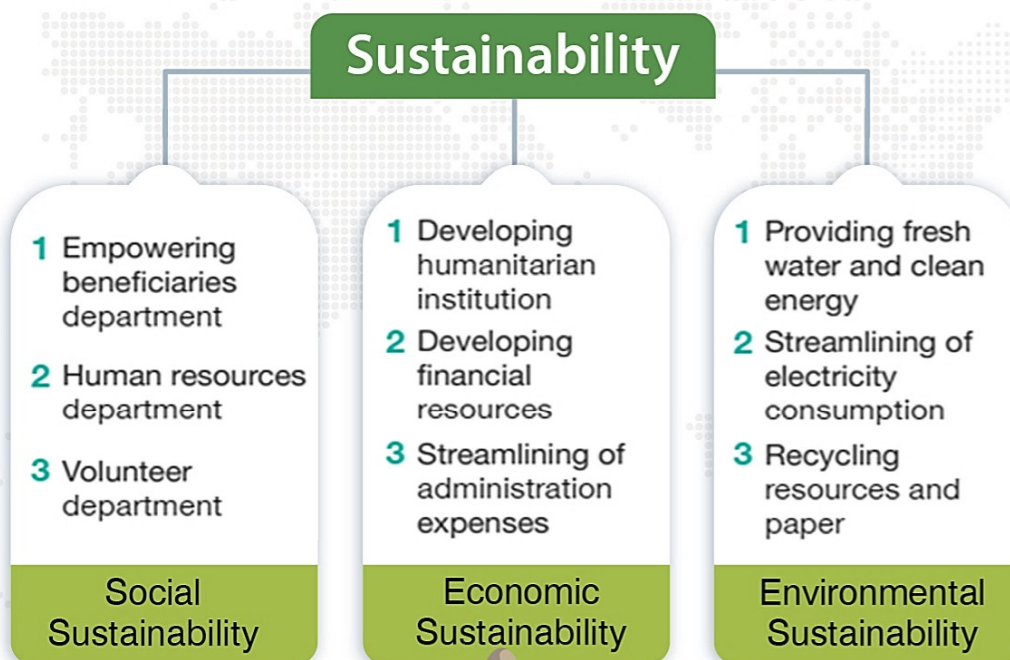 Sustainability
1 Empowering
beneficiaries
department
2 Human resources
department
3 Volunteer
department
Social
Sustainability
1 Developing
humanitarian
institution
2 Developing
financial
resources
3 Streamlining of
administration
expenses
Economic
Sustainability
1 Providing fresh
water and clean
energy
2 Streamlining of
electricity
consumption
3 Recycling
resources and
paper
Environmental
Sustainability